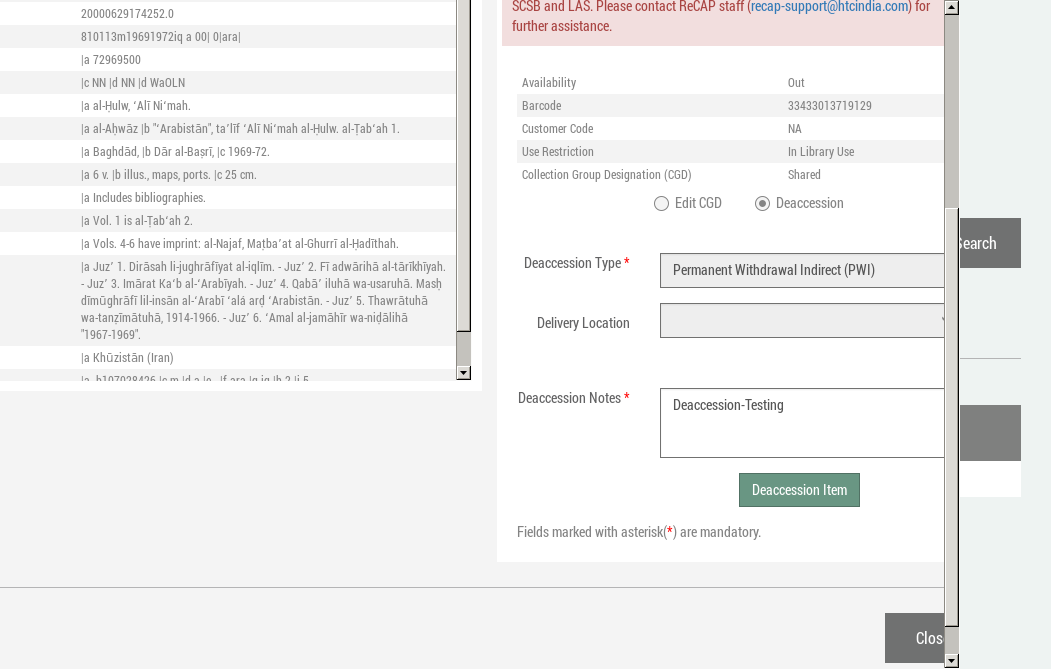 20000629174252.0
810113m19691972iq a 00| 0|ara|
|a 72969500
|c NN |d NN |d WaOLN
|a al-Ḥulw, ʻAlī Niʻmah.
|a al-Aḥwāz |b "ʻArabistān", taʼlīf ʻAlī Niʻmah al-Ḥulw. al-Ṭabʻah 1.
|a Baghdād, |b Dār al-Baṣrī, |c 1969-72.
|a 6 v. |b illus., maps, ports. |c 25 cm.
|a Includes bibliographies.
|a Vol. 1 is al-Ṭabʻah 2.
|a Vols. 4-6 have imprint: al-Najaf, Maṭbaʻat al-Ghurrī al-Ḥadīthah.
|a Juzʼ 1. Dirāsah li-jughrāfīyat al-iqlīm. - Juzʼ 2. Fī adwārihā al-tārīkhīyah.
- Juzʼ 3. Imārat Kaʻb al-ʻArabīyah. - Juzʼ 4. Qabāʼ iluhā wa-usaruhā. Masḥ
dīmūghrāfī lil-insān al-ʻArabī ʻalá arḍ ʻArabistān. - Juzʼ 5. Thawrātuhā
wa-tanẓīmātuhā, 1914-1966. - Juzʼ 6. ʻAmal al-jamāhīr wa-niḍālihā
"1967-1969".
|a Khūzistān (Iran)
SCSB and LAS. Please contact ReCAP staff (recap-support@htcindia.com) for
further assistance.
Availability Out
Barcode 33433013719129
Customer Code NA
Use Restriction In Library Use
Collection Group Designation (CGD) Shared
Edit CGD Deaccession
Deaccession Type * Permanent Withdrawal Indirect (PWI)
Delivery Location
Deaccession Notes * Deaccession-Testing
Deaccession Item
Fields marked with asterisk(*) are mandatory.
Search
Clos